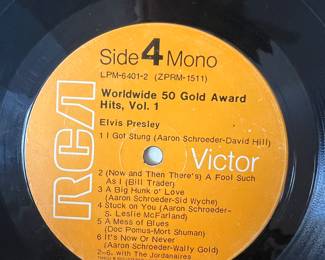 Side 4 Mono
LPM-6401-2 (ZPRM-1511)
Worldwide 50 Gold Award
Hits, Vol. 1
Elvis Presley
1 I Got Stung (Aaron Schroeder-David Hill)
RCA
Victor
2 (Now and Then There's) A Fool Such
As I (Bill Trader)
3 A Big Hunk o' Love
(Aaron Schroeder-Sid Wyche)
4 Stuck on You (Aaron Schroeder-
S. Leslie McFarland)
5 A Mess of Blues
(Doc Pomus-Mort Shuman)
6 It's Now or Never
(Aaron Schroeder-Wally Gold)
with The Jordanaires